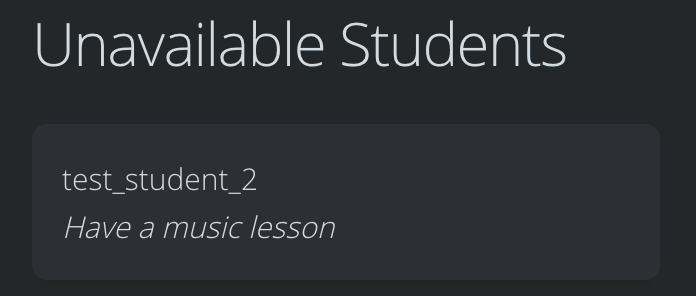 Unavailable Students
test_student_2
Have a music lesson